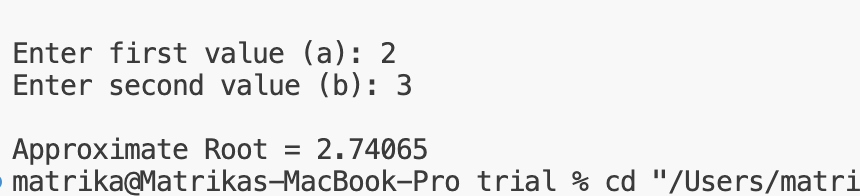 Enter first value (a): 2
Enter second value (b): 3
Approximate Root = 2.74065
matrika@Matrikas-MacBook-Pro trial % cd "/Users/matri